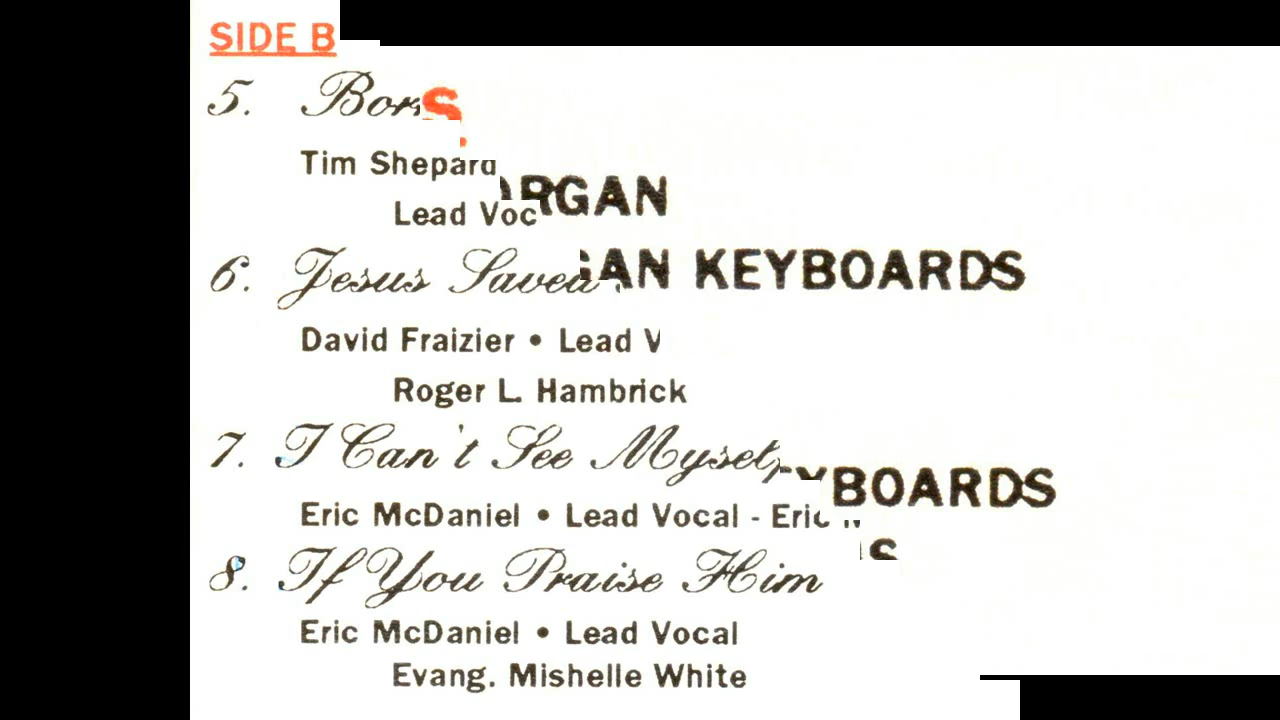 SIDE B
5. Bor
S
Tim Shepard
ORGAN
Lead Voc
6. Jesus Saved
AN KEYBOARDS
David Fraizier • Lead V
Roger L. Hambrick
7. I Can't See Myself
YBOARDS
Eric McDaniel • Lead Vocal - Eric
S
8. If You Praise Him
Eric McDaniel • Lead Vocal
Evang. Mishelle White